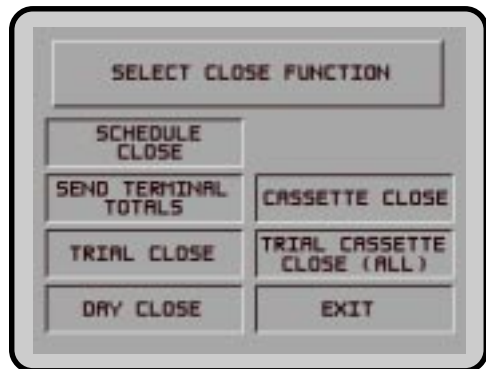 SELECT CLOSE FUNCTION
SCHEDULE
CLOSE
SEND TERMINAL
TOTALS
CASSETTE CLOSE
TRIAL CLOSE
TRIAL CASSETTE
CLOSE (ALL)
DAY CLOSE
EXIT